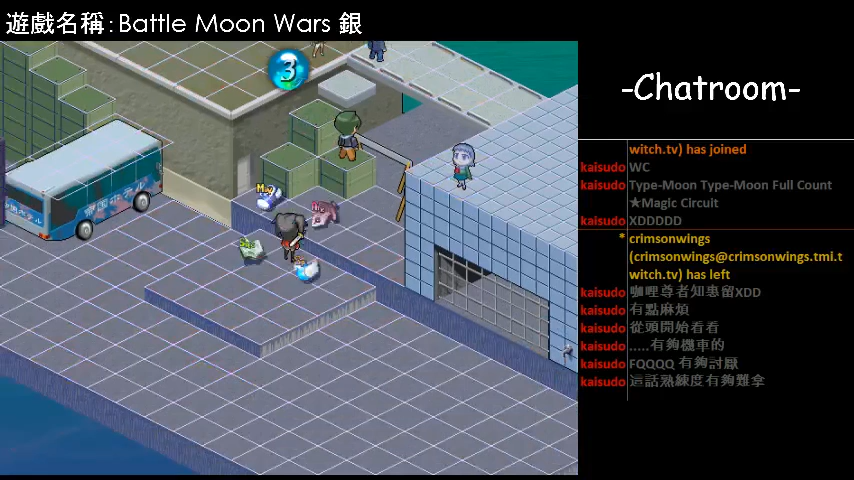 遊戲名稱：Battle Moon Wars 銀
3
-Chatroom-
witch.tv) has joined
kaisudo WC
kaisudo Type-Moon Type-Moon Full Count
★Magic Circuit
kaisudo XDDDDD
* crimsonwings
(crimsonwings@crimsonwings.tmi.t
witch.tv) has left
kaisudo 咖哩尊者知惠留XDD
kaisudo 有點麻煩
kaisudo 從頭開始看看
kaisudo .....有夠機車的
kaisudo FQQQQ 有夠討厭
kaisudo 這話熟練度有夠難拿
May
Hre